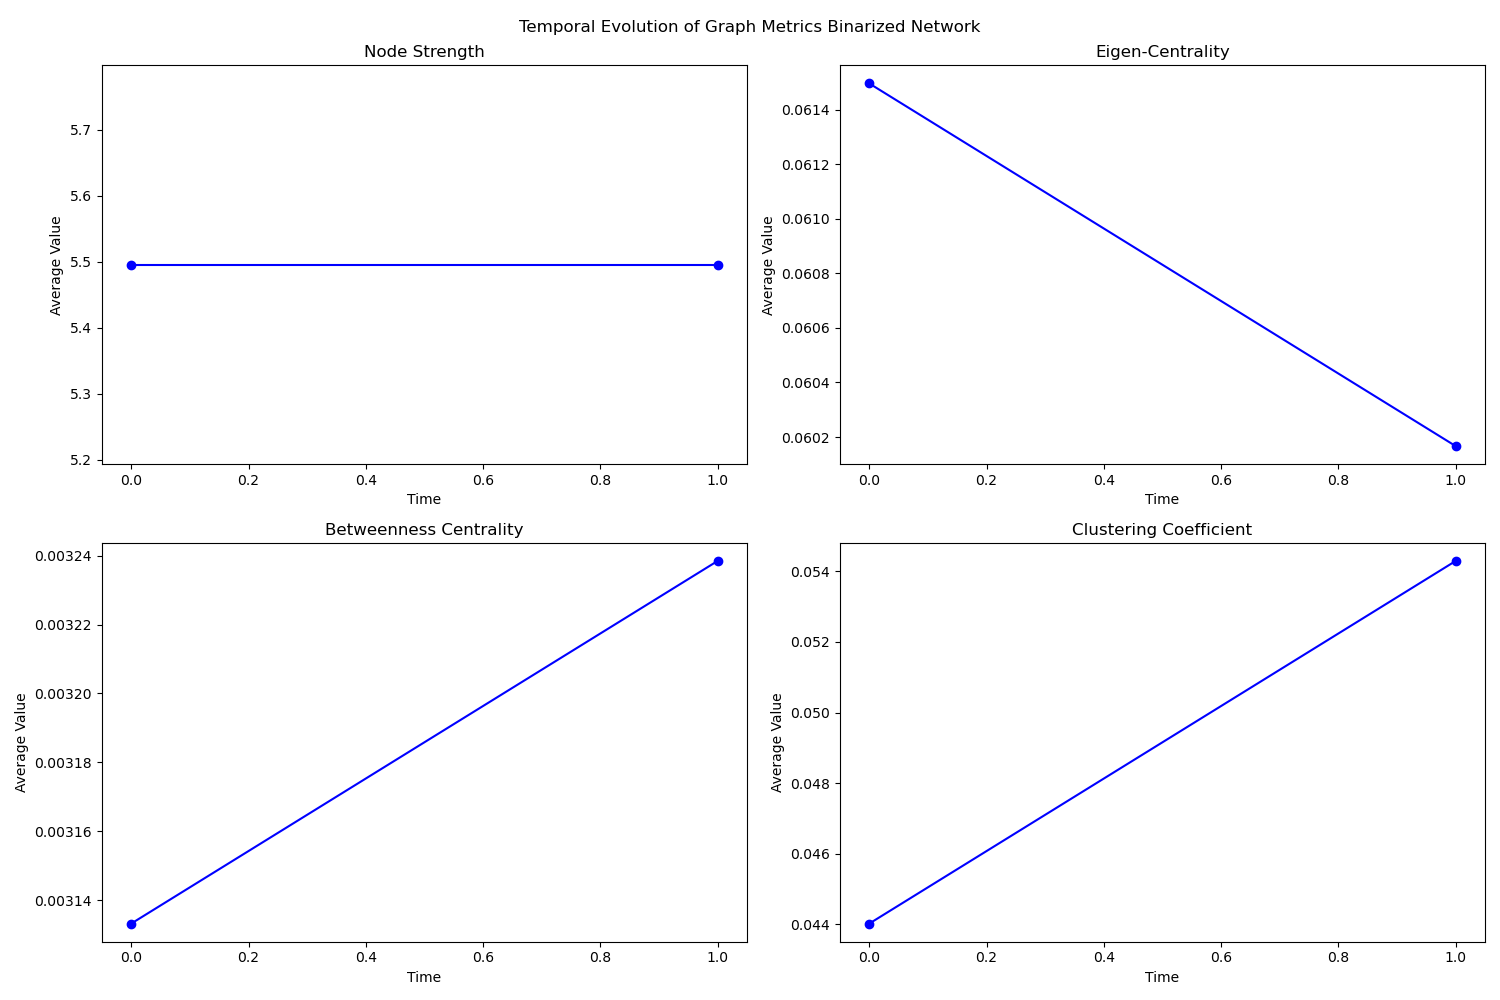 Temporal Evolution of Graph Metrics Binarized Network
Node Strength
Average Value
5.7
5.6
5.5
5.4
5.3
5.2
0.0 0.2 0.4 0.6 0.8 1.0
Time
Eigen-Centrality
Average Value
0.0614
0.0612
0.0610
0.0608
0.0606
0.0604
0.0602
0.0 0.2 0.4 0.6 0.8 1.0
Time
Betweenness Centrality
Average Value
0.00324
0.00322
0.00320
0.00318
0.00316
0.00314
0.0 0.2 0.4 0.6 0.8 1.0
Time
Clustering Coefficient
Average Value
0.054
0.052
0.050
0.048
0.046
0.044
0.0 0.2 0.4 0.6 0.8 1.0
Time